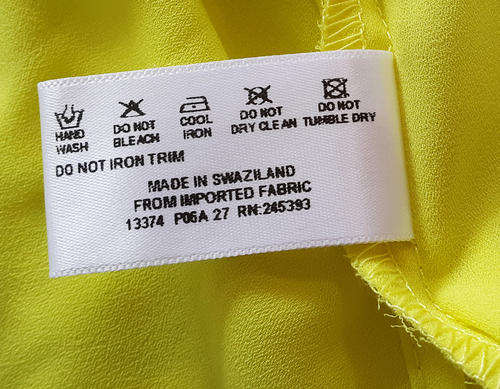 HAND WASH
DO NOT BLEACH
COOL IRON
DO NOT DRY CLEAN
DO NOT TUMBLE DRY
DO NOT IRON TRIM
MADE IN SWAZILAND
FROM IMPORTED FABRIC
13374 P06A 27 RN:245393